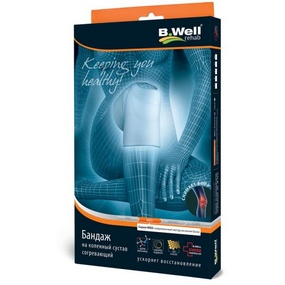 B.Well
rehab
Keeping you
healthy!
Бандаж
на коленный сустав
согревающий
ускоряет восстановление